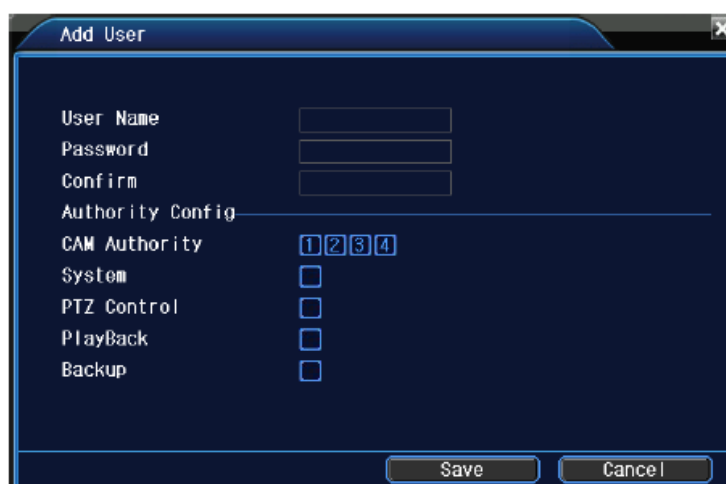 Add User
User Name
Password
Confirm
Authority Config
CAM Authority 1 2 3 4
System
PTZ Control
PlayBack
Backup
Save Cancel